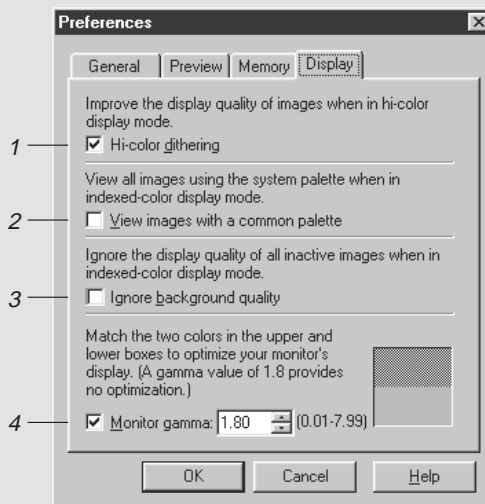 Preferences
General Preview Memory Display
Improve the display quality of images when in hi-color
display mode.
1
Hi-color dithering
View all images using the system palette when in
indexed-color display mode.
2
View images with a common palette
Ignore the display quality of all inactive images when in
indexed-color display mode.
3
Ignore background quality
Match the two colors in the upper and
lower boxes to optimize your monitor's
display. (A gamma value of 1.8 provides
no optimization.)
4
Monitor gamma: 1.80 (0.01-7.99)
OK Cancel Help